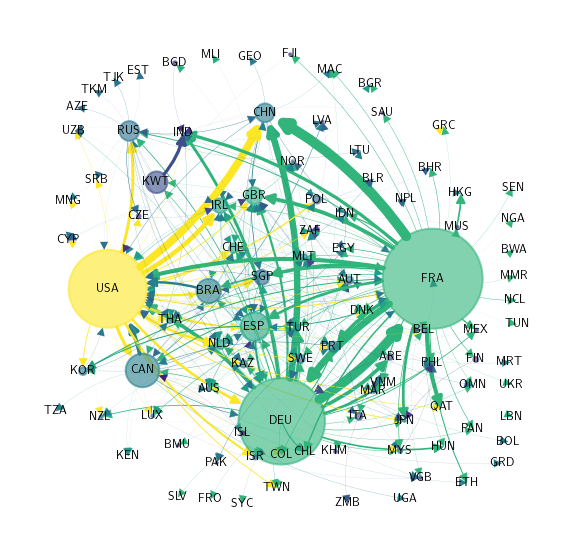 FJI
MLI
GEO
BGD
EST
MAC
TJK
BGR
TKM
AZE
SAU
CHN
LVA
UZB
RUS
IND
GRC
LTU
NOR
BHR
SRB
KWT
BLR
SEN
HKG
MNG
GBR
POL
NPL
IRL
IDN
CZE
NGA
MUS
ZAF
CYP
CHE
EGY
BWA
MLT
SGP
AUT
FRA
MMR
USA
BRA
NCL
DNK
THA
TUN
ESP
TUR
BEL
MEX
NLD
PRT
SWE
ARE
FIN
KAZ
PHL
MRT
KOR
CAN
VNM
OMN
UKR
AUS
MAR
QAT
TZA
NZL
LUX
ITA
LBN
DEU
JPN
PAN
ISL
BOL
BMU
HUN
KEN
ISR
COL
CHL
KHM
MYS
PAK
GRD
VGB
ETH
TWN
SLV
FRO
SYC
ZMB
UGA